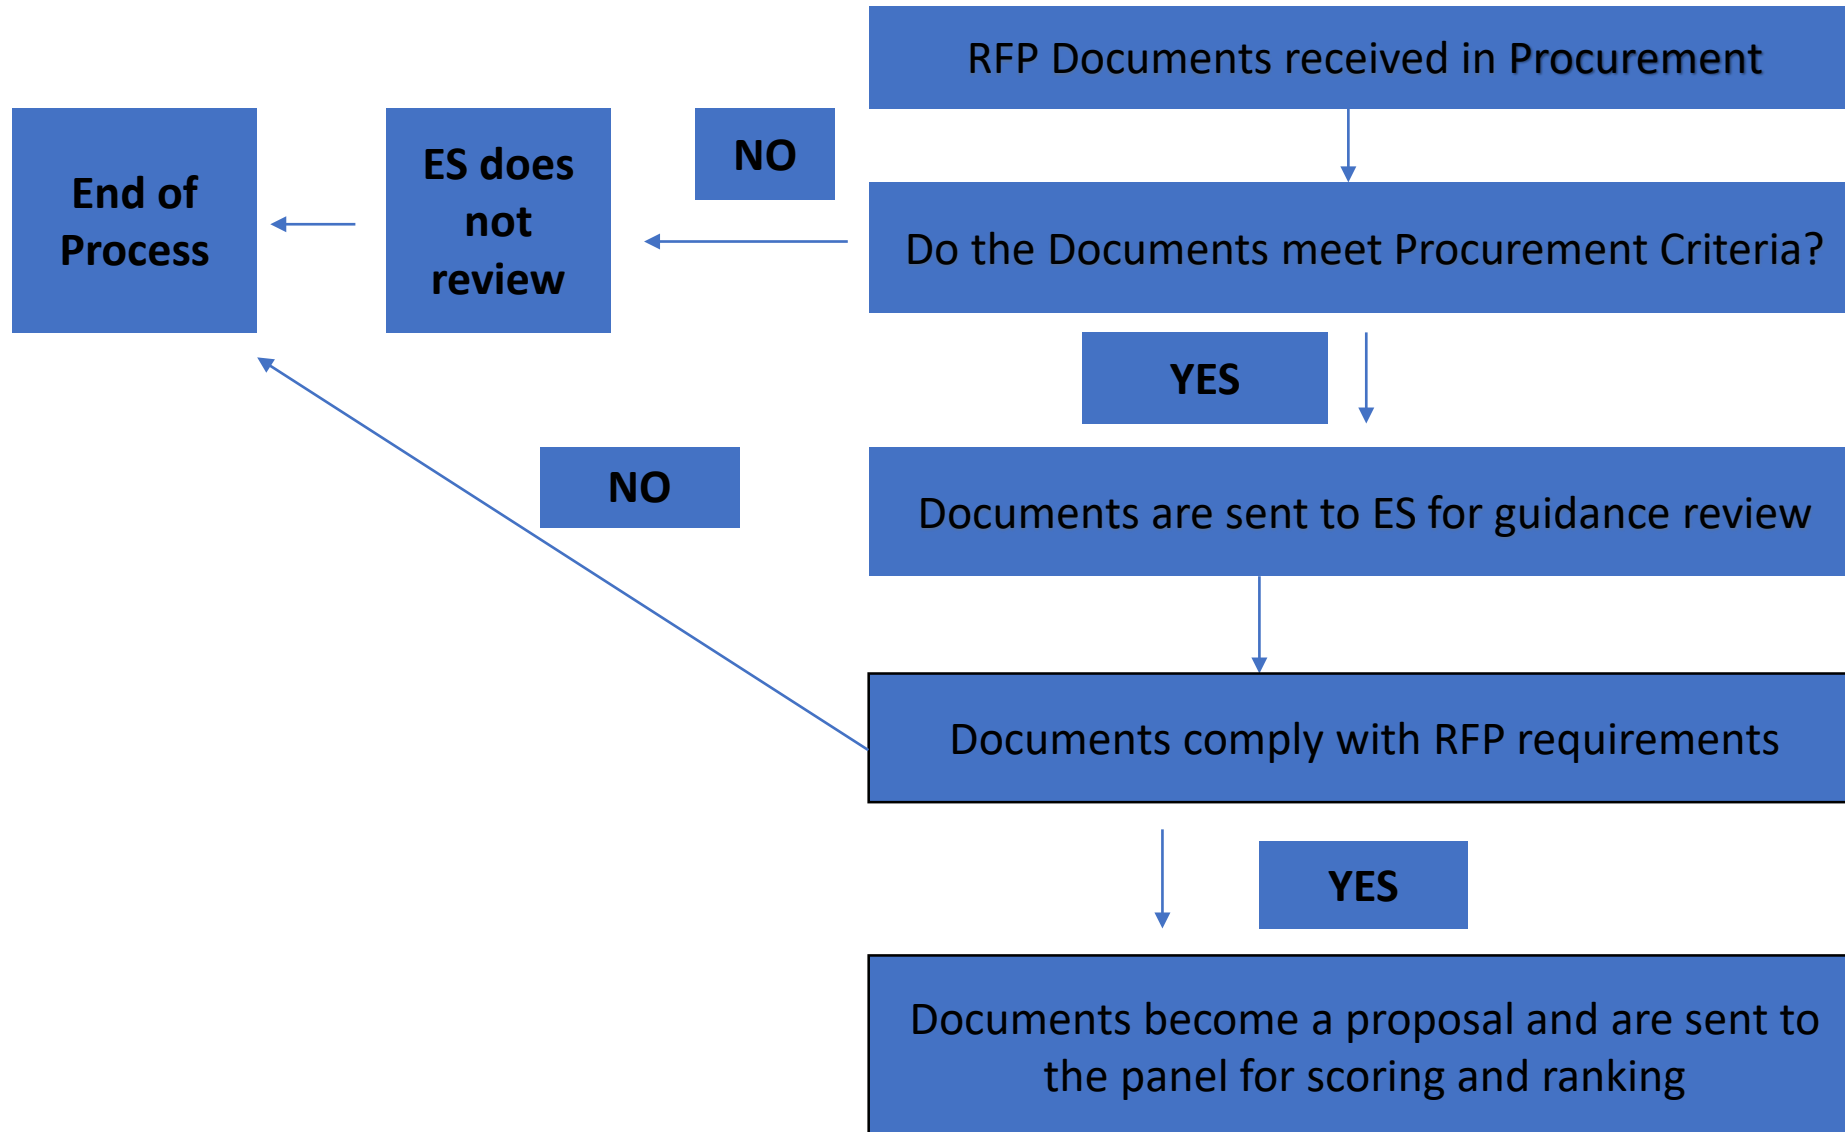 RFP Documents received in Procurement
End of
Process
ES does
not
review
NO
Do the Documents meet Procurement Criteria?
YES
NO
Documents are sent to ES for guidance review
Documents comply with RFP requirements
YES
Documents become a proposal and are sent to
the panel for scoring and ranking